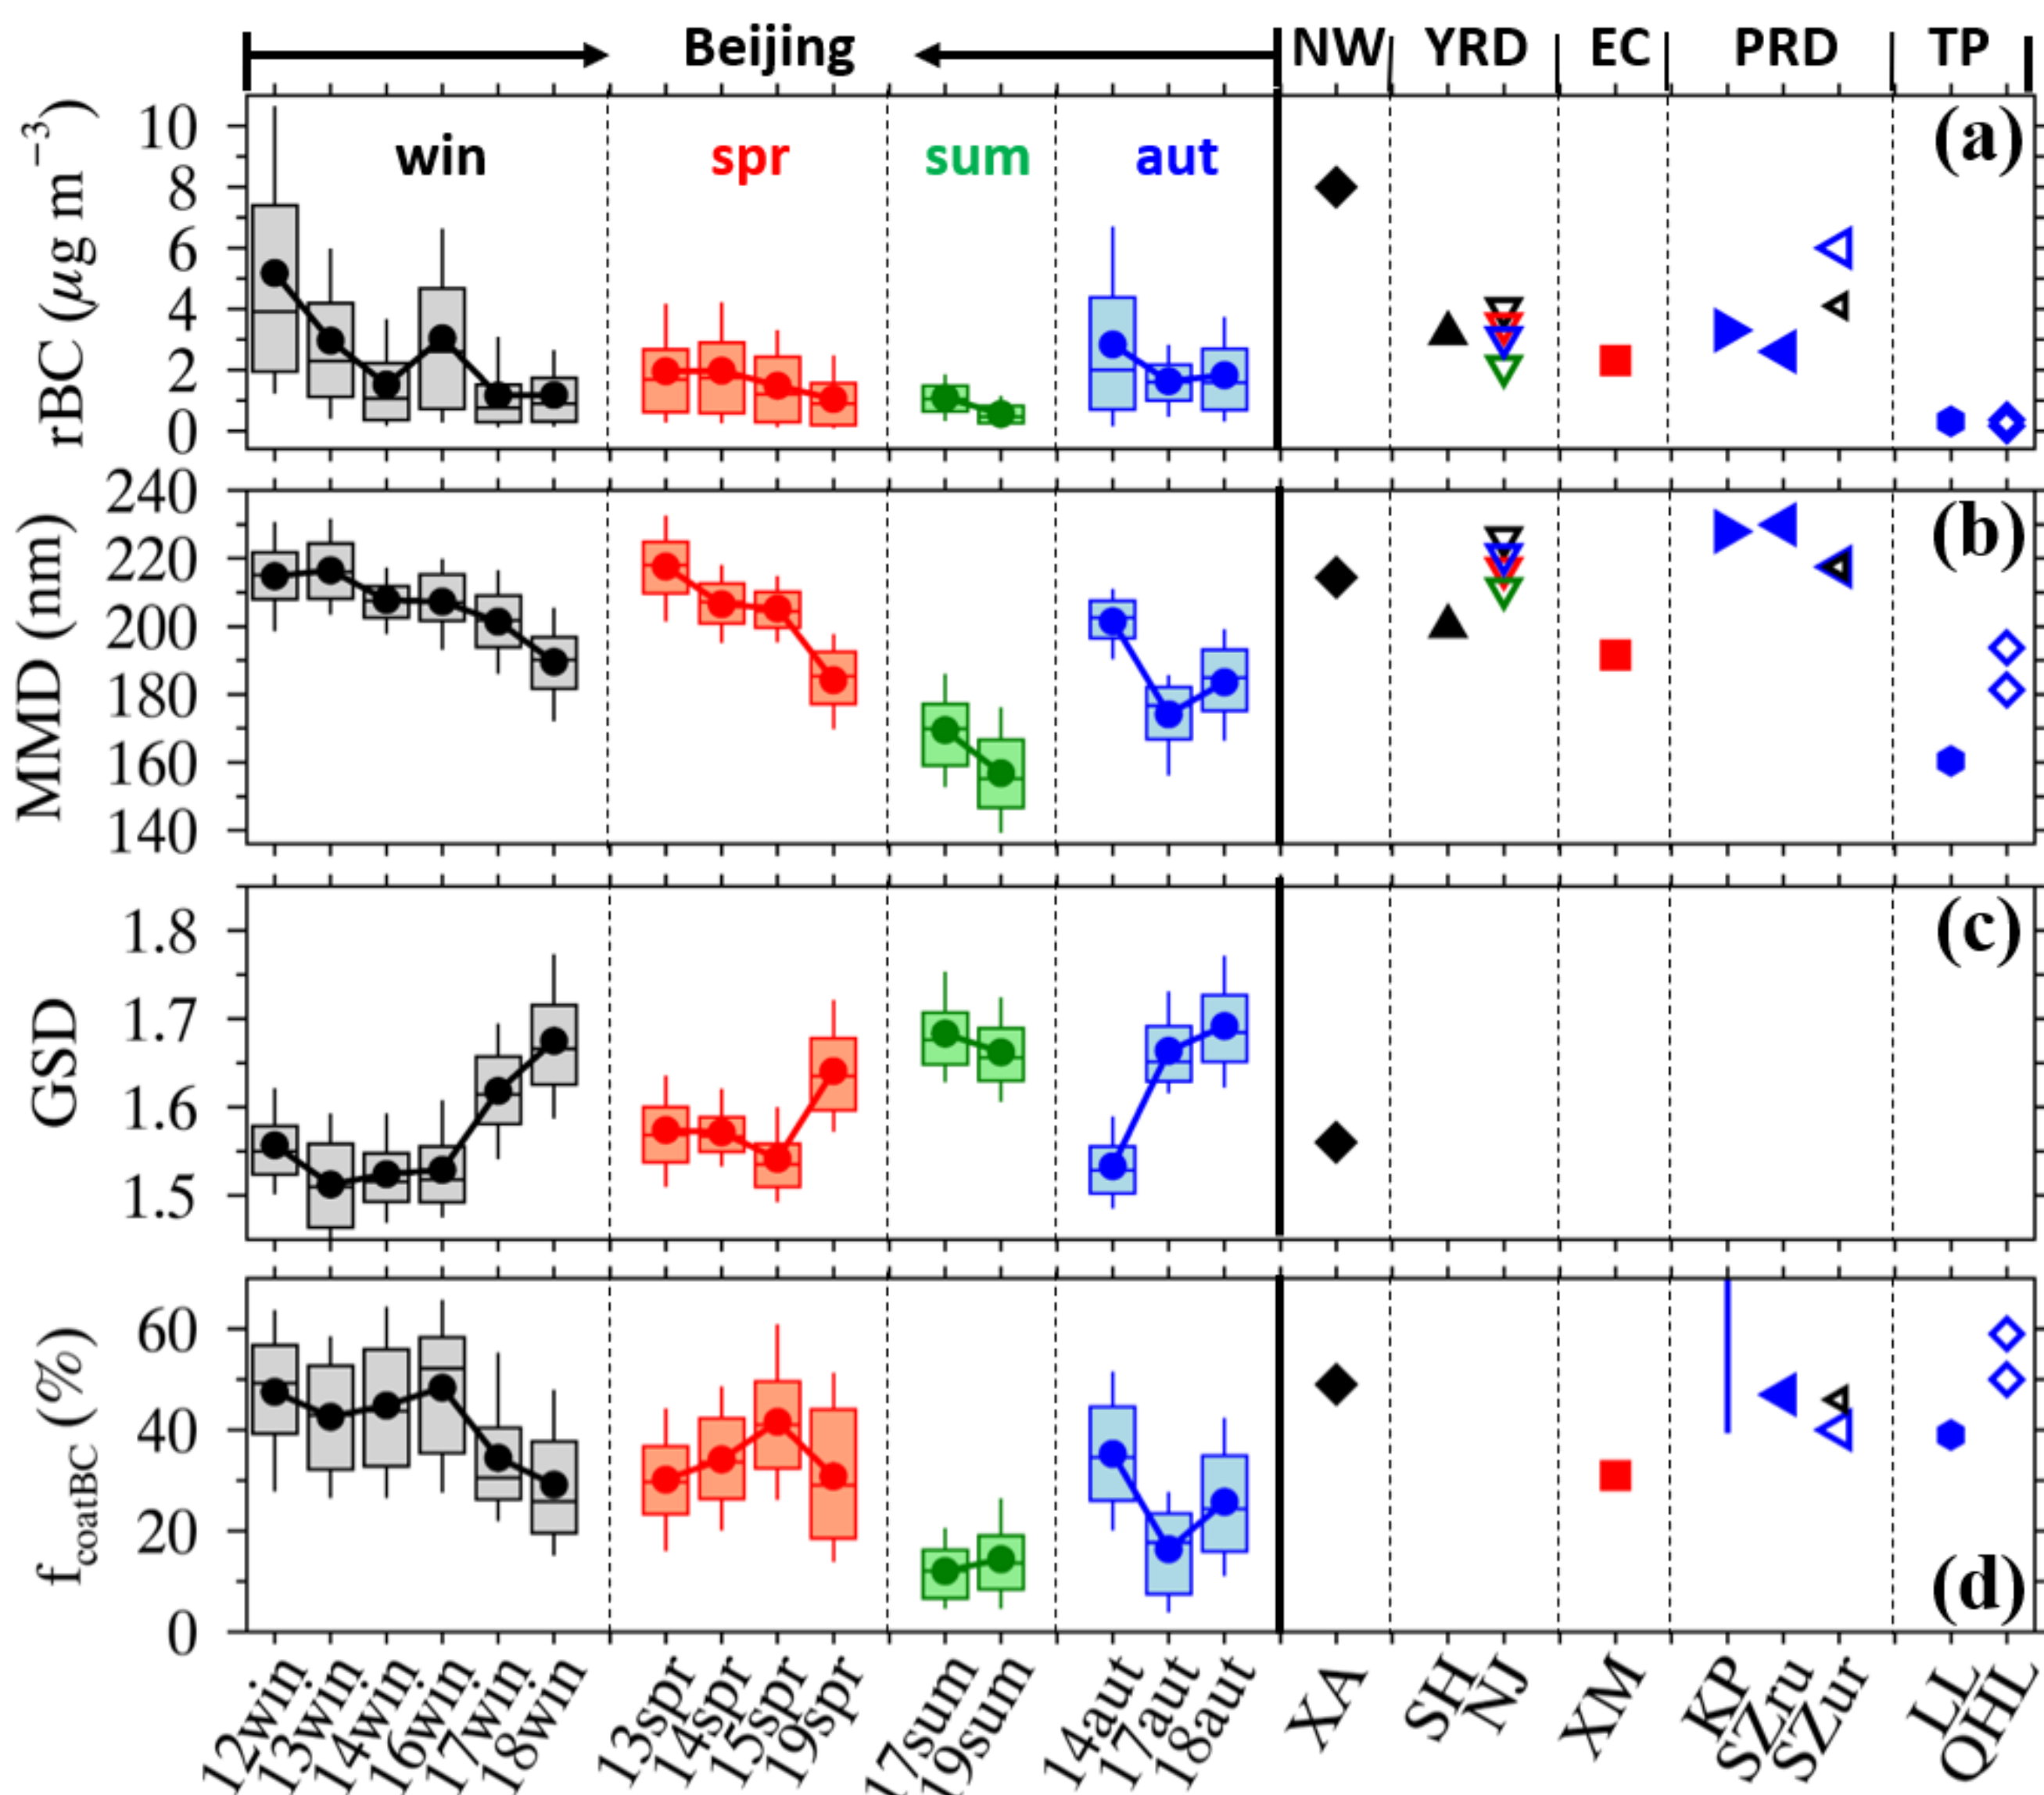 Beijing NW YRD EC PRD TP
(a)
win spr sum aut
rBC (μg m⁻³)
10
8
6
4
2
0
(b)
MMD (nm)
240
220
200
180
160
140
(c)
GSD
1.8
1.7
1.6
1.5
(d)
f_coatBC (%)
60
40
20
0
12win 13win 14win 16win 17win 18win 13spr 14spr 15spr 19spr 17sum 19sum 14aut 17aut 18aut XA SH NJ XM KP SZru SZur LL QHL